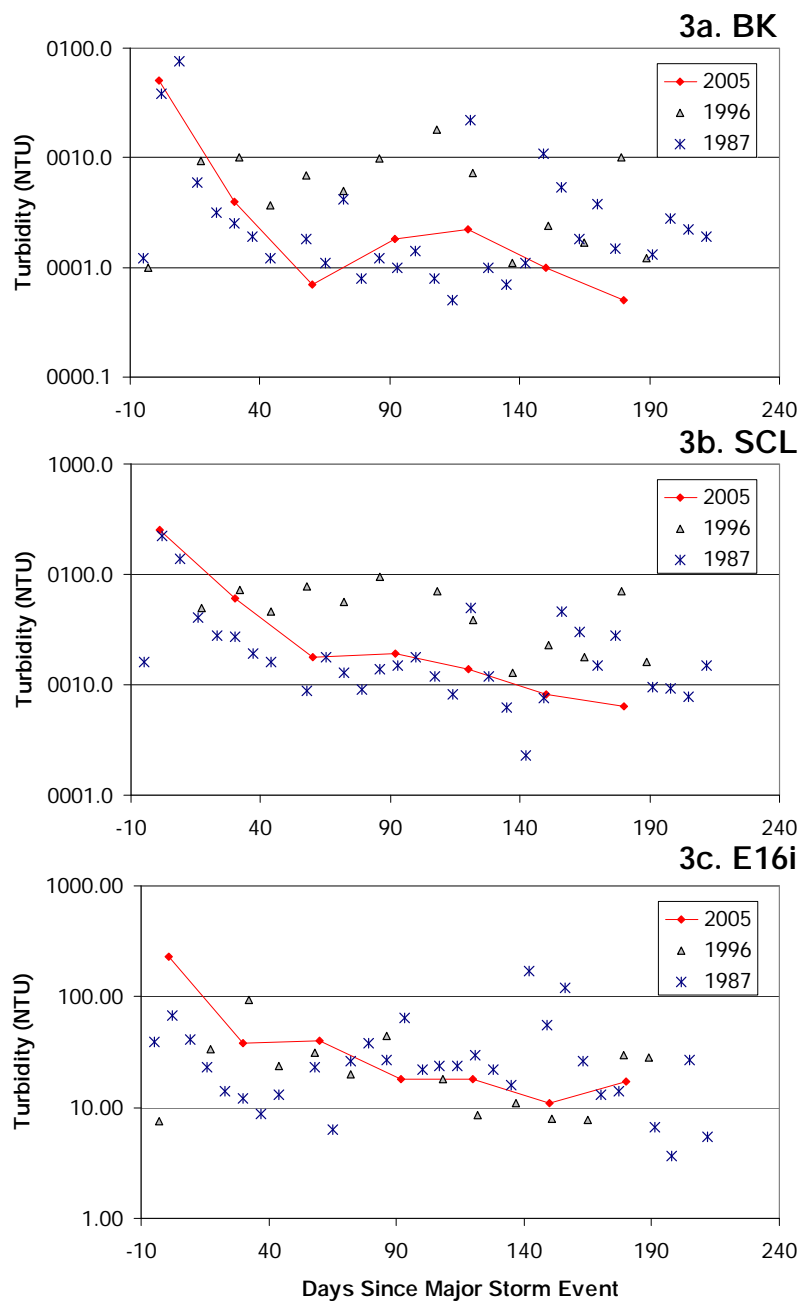 3a. BK
0100.0
0010.0
0001.0
0000.1
Turbidity (NTU)
2005
1996
1987
-10 40 90 140 190 240
3b. SCL
1000.0
0100.0
0010.0
0001.0
Turbidity (NTU)
2005
1996
1987
-10 40 90 140 190 240
3c. E16i
1000.00
100.00
10.00
1.00
Turbidity (NTU)
2005
1996
1987
-10 40 90 140 190 240
Days Since Major Storm Event